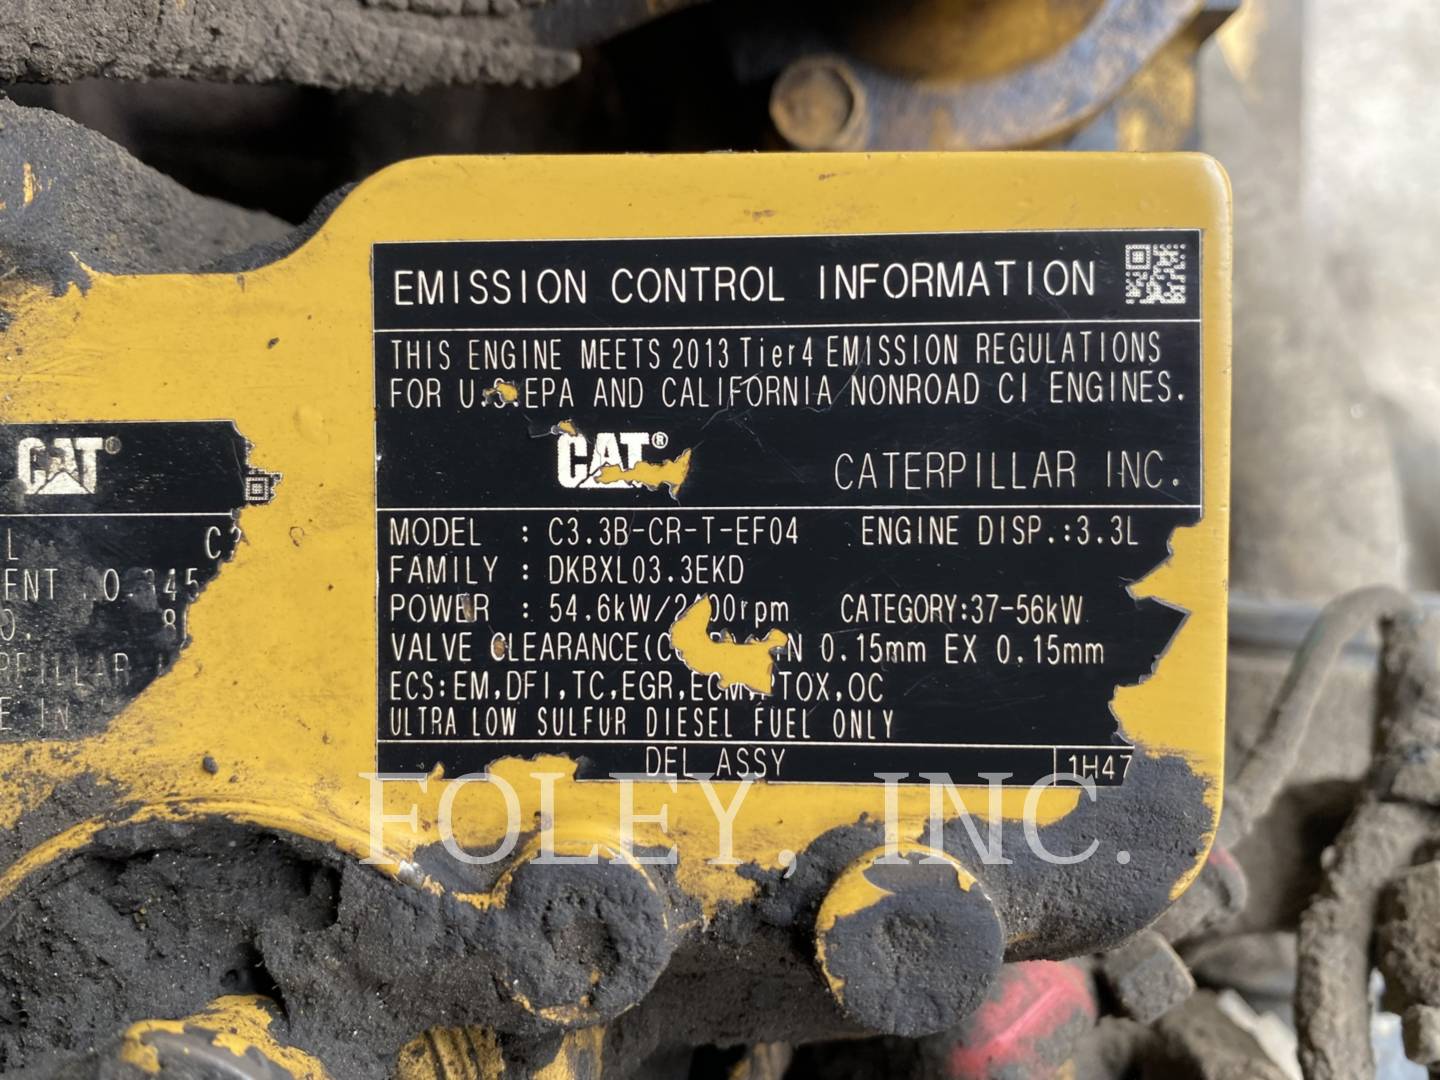 EMISSION CONTROL INFORMATION
THIS ENGINE MEETS 2013 Tier4 EMISSION REGULATIONS
FOR U.S.EPA AND CALIFORNIA NONROAD CI ENGINES.
CAT®
CATERPILLAR INC.
MODEL : C3.3B-CR-T-EF04 ENGINE DISP.:3.3L
FAMILY : DKBXL03.3EKD
POWER : 54.6kW/ rpm CATEGORY:37-56kW
VALVE CLEARANCE 0.15mm EX 0.15mm
ECS:EM,DFI,TC,EGR,ECM,PTOX,OC
ULTRA LOW SULFUR DIESEL FUEL ONLY
DEL ASSY
1H47
CAT®
FOLEY, INC.